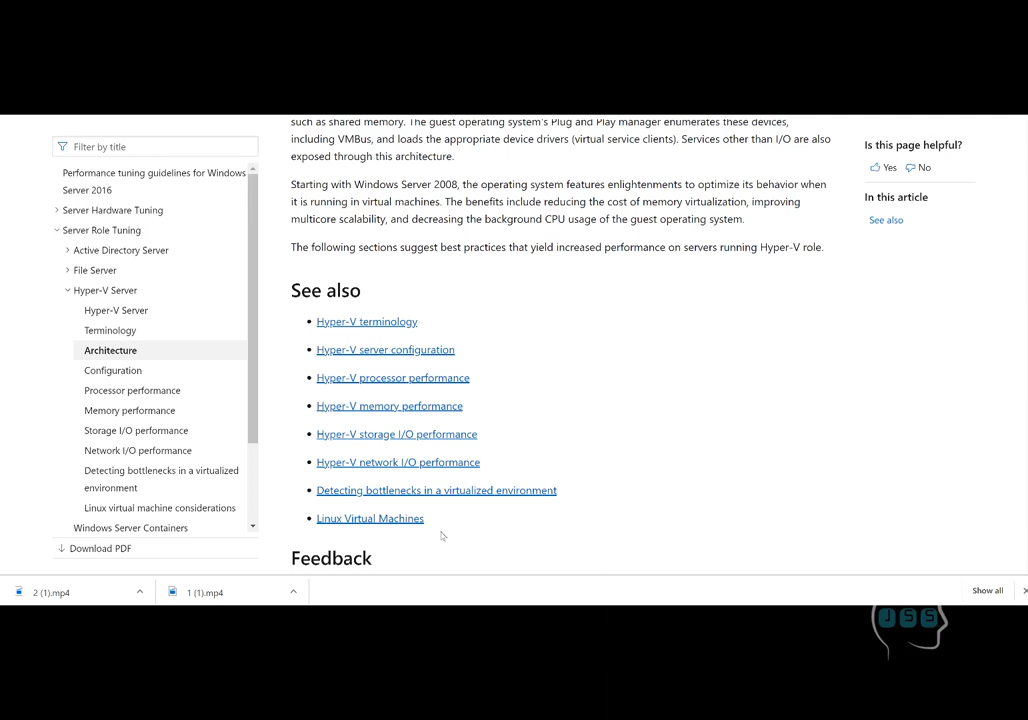 Filter by title
Performance tuning guidelines for Windows
Server 2016
Server Hardware Tuning
Server Role Tuning
Active Directory Server
File Server
Hyper-V Server
Hyper-V Server
Terminology
Architecture
Configuration
Processor performance
Memory performance
Storage I/O performance
Network I/O performance
Detecting bottlenecks in a virtualized
environment
Linux virtual machine considerations
Windows Server Containers
Download PDF
such as shared memory. The guest operating system's Plug and Play manager enumerates these devices,
including VMBus, and loads the appropriate device drivers (virtual service clients). Services other than I/O are also
exposed through this architecture.
Starting with Windows Server 2008, the operating system features enlightenments to optimize its behavior when
it is running in virtual machines. The benefits include reducing the cost of memory virtualization, improving
multicore scalability, and decreasing the background CPU usage of the guest operating system.
The following sections suggest best practices that yield increased performance on servers running Hyper-V role.
See also
• Hyper-V terminology
• Hyper-V server configuration
• Hyper-V processor performance
• Hyper-V memory performance
• Hyper-V storage I/O performance
• Hyper-V network I/O performance
• Detecting bottlenecks in a virtualized environment
• Linux Virtual Machines
Feedback
Is this page helpful?
Yes No
In this article
See also
2 (1).mp4
1 (1).mp4
Show all
JSS